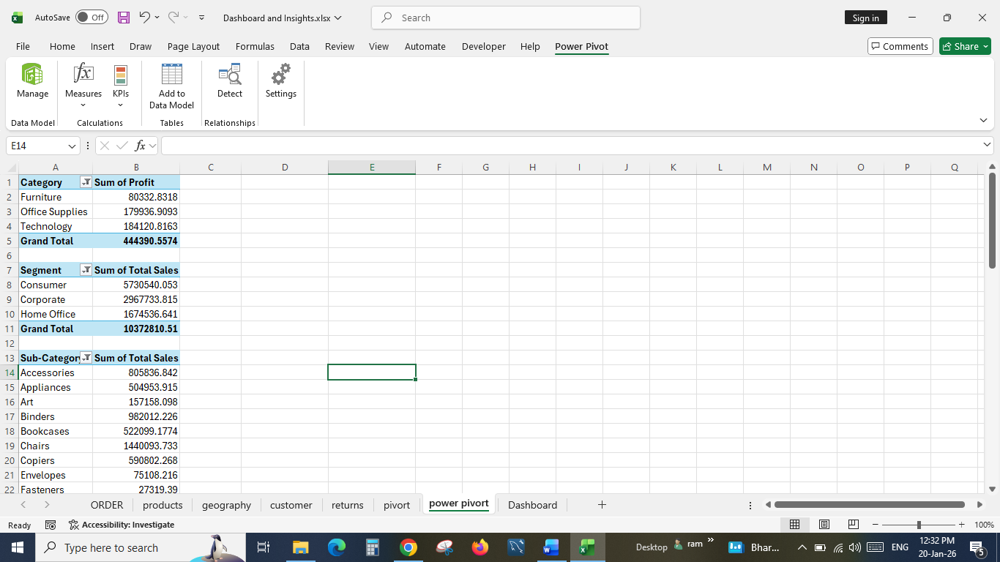 AutoSave Off Dashboard and Insights.xlsx Search Sign in
File Home Insert Draw Page Layout Formulas Data Review View Automate Developer Help Power Pivot Comments Share
Manage Measures KPIs Add to Data Model Detect Settings
Data Model Calculations Tables Relationships
E14 fx
A B C D E F G H I J K L M N O P Q
1 Category Sum of Profit
2 Furniture 80332.8318
3 Office Supplies 179936.9093
4 Technology 184120.8163
5 Grand Total 444390.5574
6
7 Segment Sum of Total Sales
8 Consumer 5730540.053
9 Corporate 2967733.815
10 Home Office 1674536.641
11 Grand Total 10372810.51
12
13 Sub-Category Sum of Total Sales
14 Accessories 805836.842
15 Appliances 504953.915
16 Art 157158.098
17 Binders 982012.226
18 Bookcases 522099.1774
19 Chairs 1440093.733
20 Copiers 590802.268
21 Envelopes 75108.216
22 Fasteners 27319.39
ORDER products geography customer returns pivort power pivort Dashboard
Ready Accessibility: Investigate 100%
Type here to search Desktop ram Bhar... ENG 12:32 PM
20-Jan-26 5